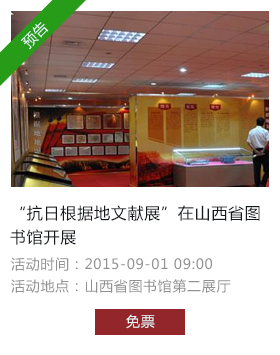 预告
“抗日根据地文献展”在山西省图
书馆开展
活动时间：2015-09-01 09:00
活动地点：山西省图书馆第二展厅
免票